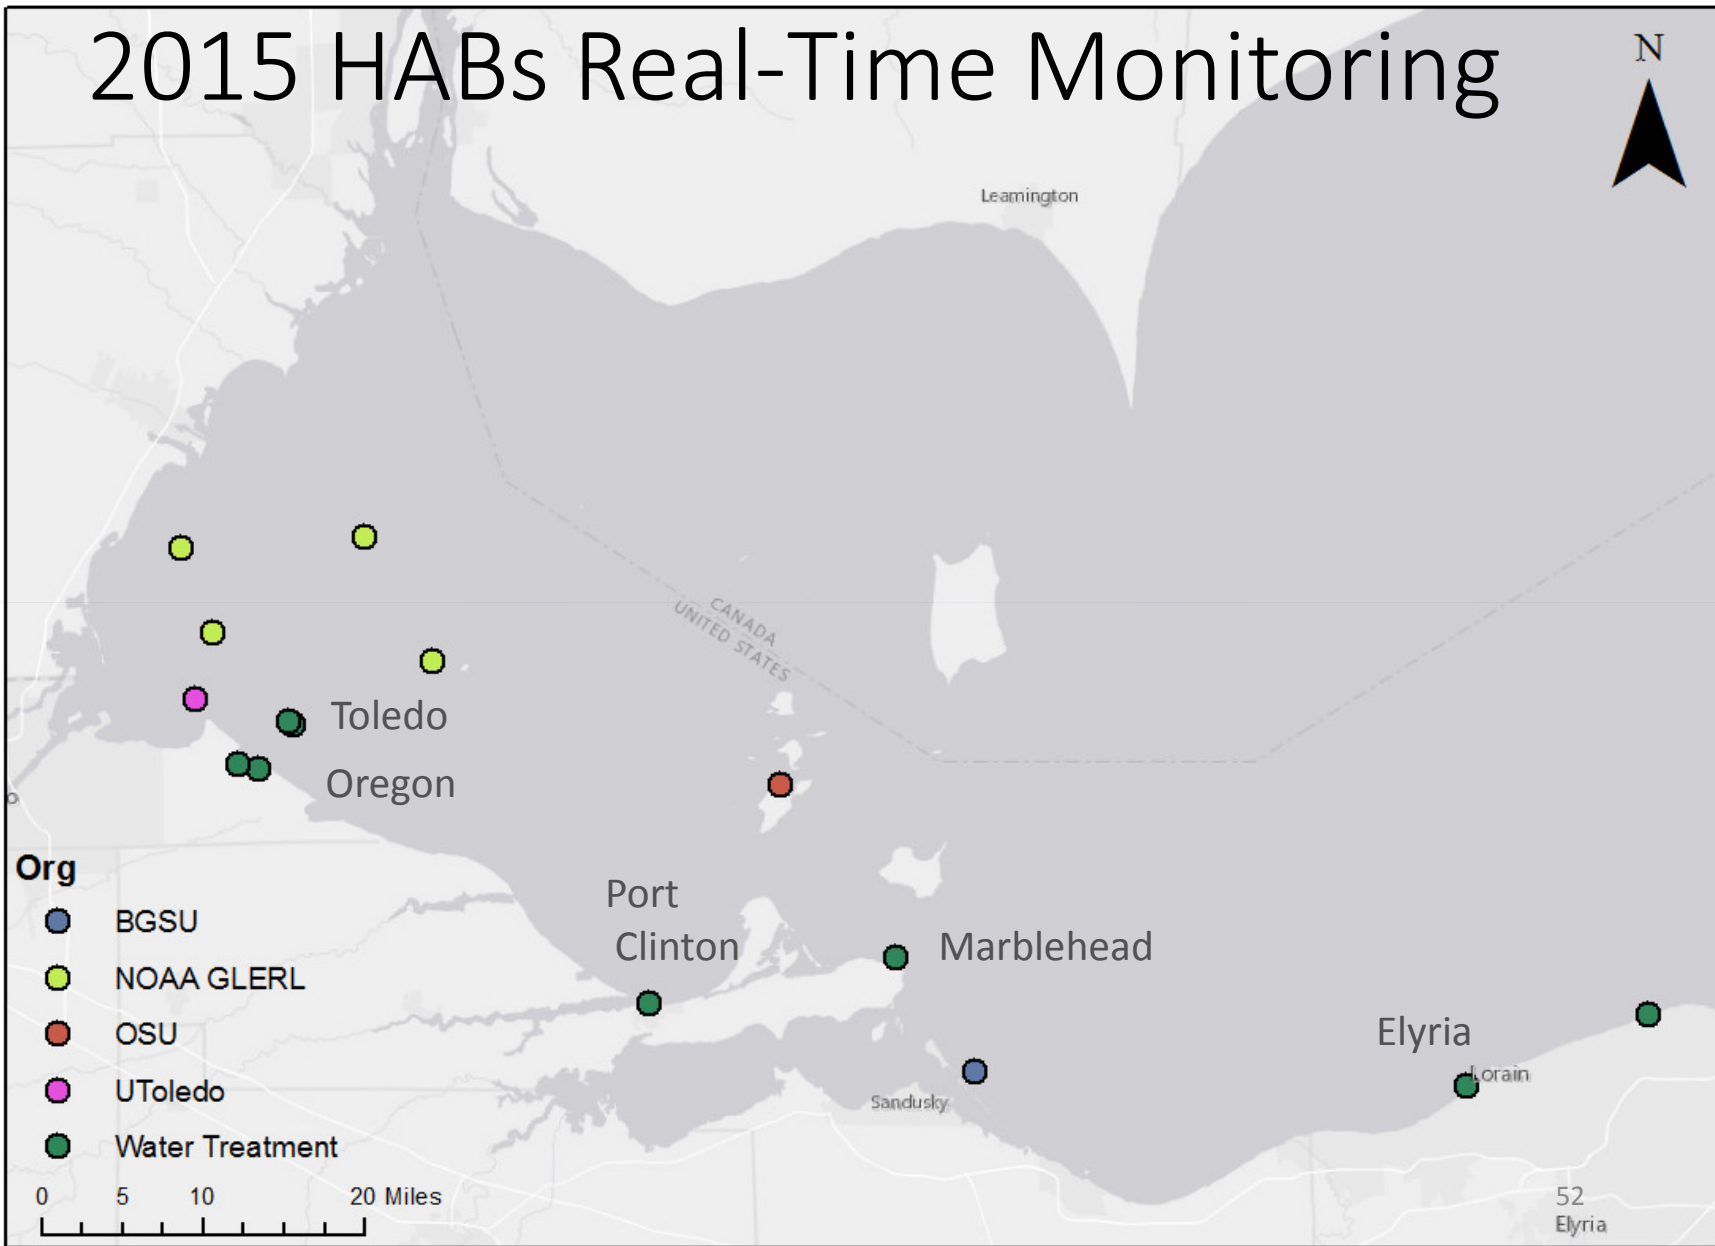 2015 HABs Real-Time Monitoring
N
Leamington
CANADA
UNITED STATES
Toledo
Oregon
o
Org
BGSU
NOAA GLERL
OSU
UToledo
Water Treatment
Port
Clinton
Marblehead
Elyria
Lorain
Sandusky
0 5 10 20 Miles
52
Elyria